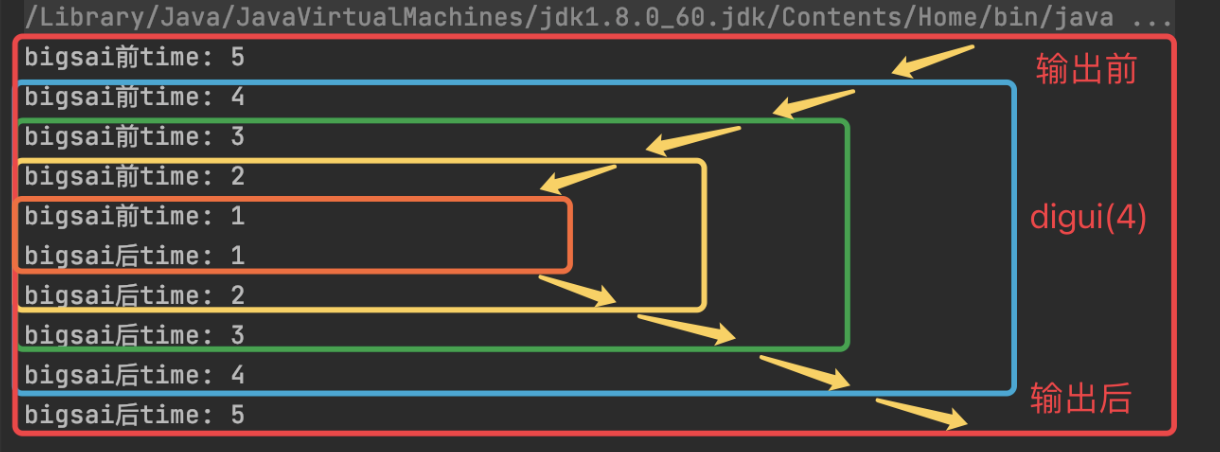 /Library/Java/JavaVirtualMachines/jdk1.8.0_60.jdk/Contents/Home/bin/java ...
bigsai前time: 5
输出前
bigsai前time: 4
bigsai前time: 3
bigsai前time: 2
bigsai前time: 1
digui(4)
bigsai后time: 1
bigsai后time: 2
bigsai后time: 3
bigsai后time: 4
输出后
bigsai后time: 5